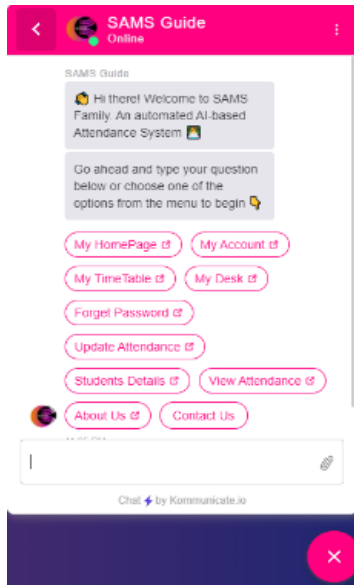 SAMS Guide
Online
SAMS Guide
Hi there! Welcome to SAMS
Family. An automated AI-based
Attendance System
Go ahead and type your question
below or choose one of the
options from the menu to begin
My HomePage My Account
My TimeTable My Desk
Forget Password
Update Attendance
Students Details View Attendance
About Us Contact Us
Chat by Kommunicate.io